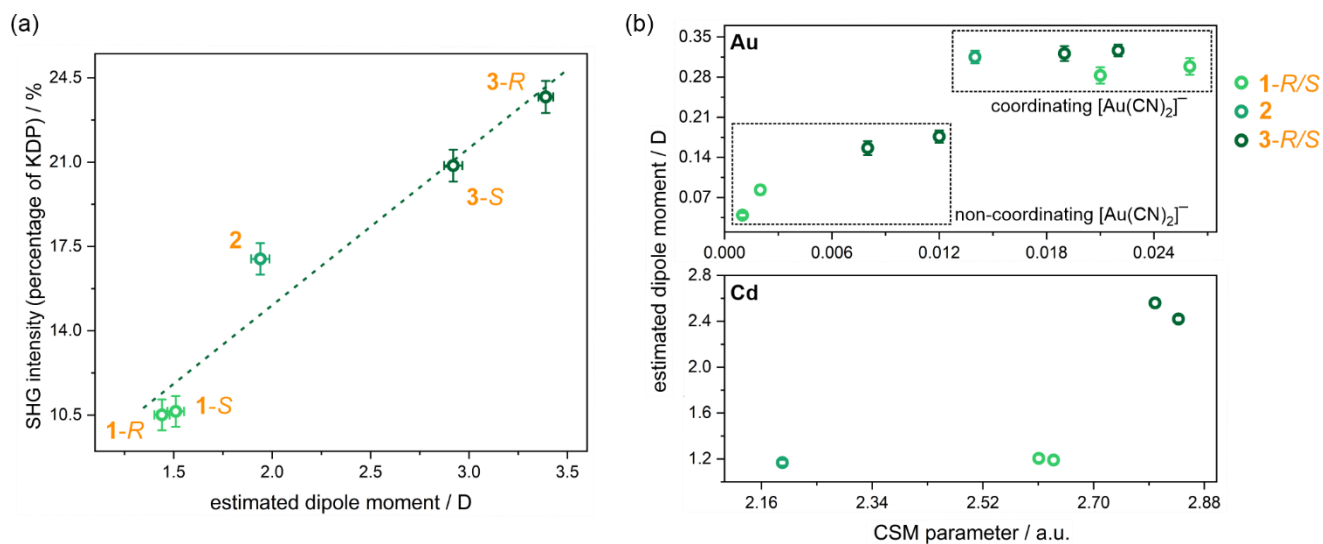 (a)
SHG intensity (percentage of KDP) / %
24.5
21.0
17.5
14.0
10.5
3-R
3-S
2
1-S
1-R
1.5 2.0 2.5 3.0 3.5
estimated dipole moment / D
(b)
estimated dipole moment / D
Au
0.35
0.28
0.21
0.14
0.07
coordinating [Au(CN)₂]⁻
non-coordinating [Au(CN)₂]⁻
0.000 0.006 0.012 0.018 0.024
Cd
2.8
2.4
2.0
1.6
1.2
2.16 2.34 2.52 2.70 2.88
CSM parameter / a.u.
1-R/S
2
3-R/S